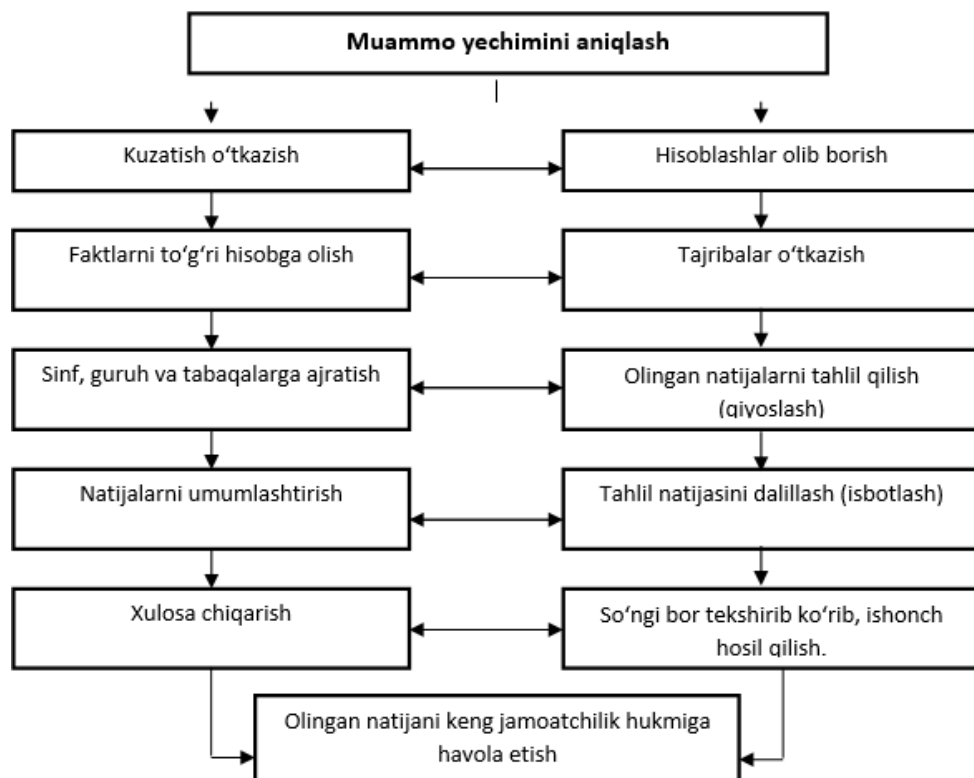 Muammo yechimini aniqlash
Kuzatish o‘tkazish
Hisoblashlar olib borish
Faktlarni to‘g‘ri hisobga olish
Tajribalar o‘tkazish
Sinf, guruh va tabaqalarga ajratish
Olingan natijalarni tahlil qilish
(qiyoslash)
Natijalarni umumlashtirish
Tahlil natijasini dalillash (isbotlash)
Xulosa chiqarish
So‘ngi bor tekshirib ko‘rib, ishonch
hosil qilish.
Olingan natijani keng jamoatchilik hukmiga
havola etish